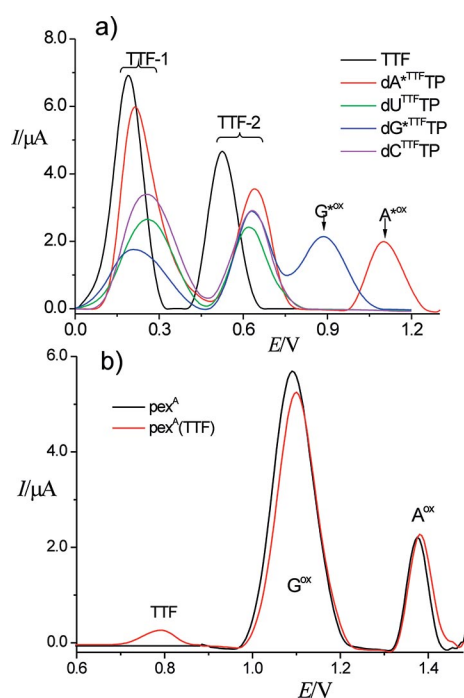 a)
TTF-1
TTF-2
TTF
dA*TTFTP
dUTTFTP
dG*TTFTP
dCTTFTP
G*ox
A*ox
I/µA
8.0
6.0
4.0
2.0
0.0
0.0 0.3 0.6 0.9 1.2
E/V
b)
pexA
pexA(TTF)
TTF
Gox
Aox
I/µA
6.0
4.0
2.0
0.0
0.6 0.8 1.0 1.2 1.4
E/V